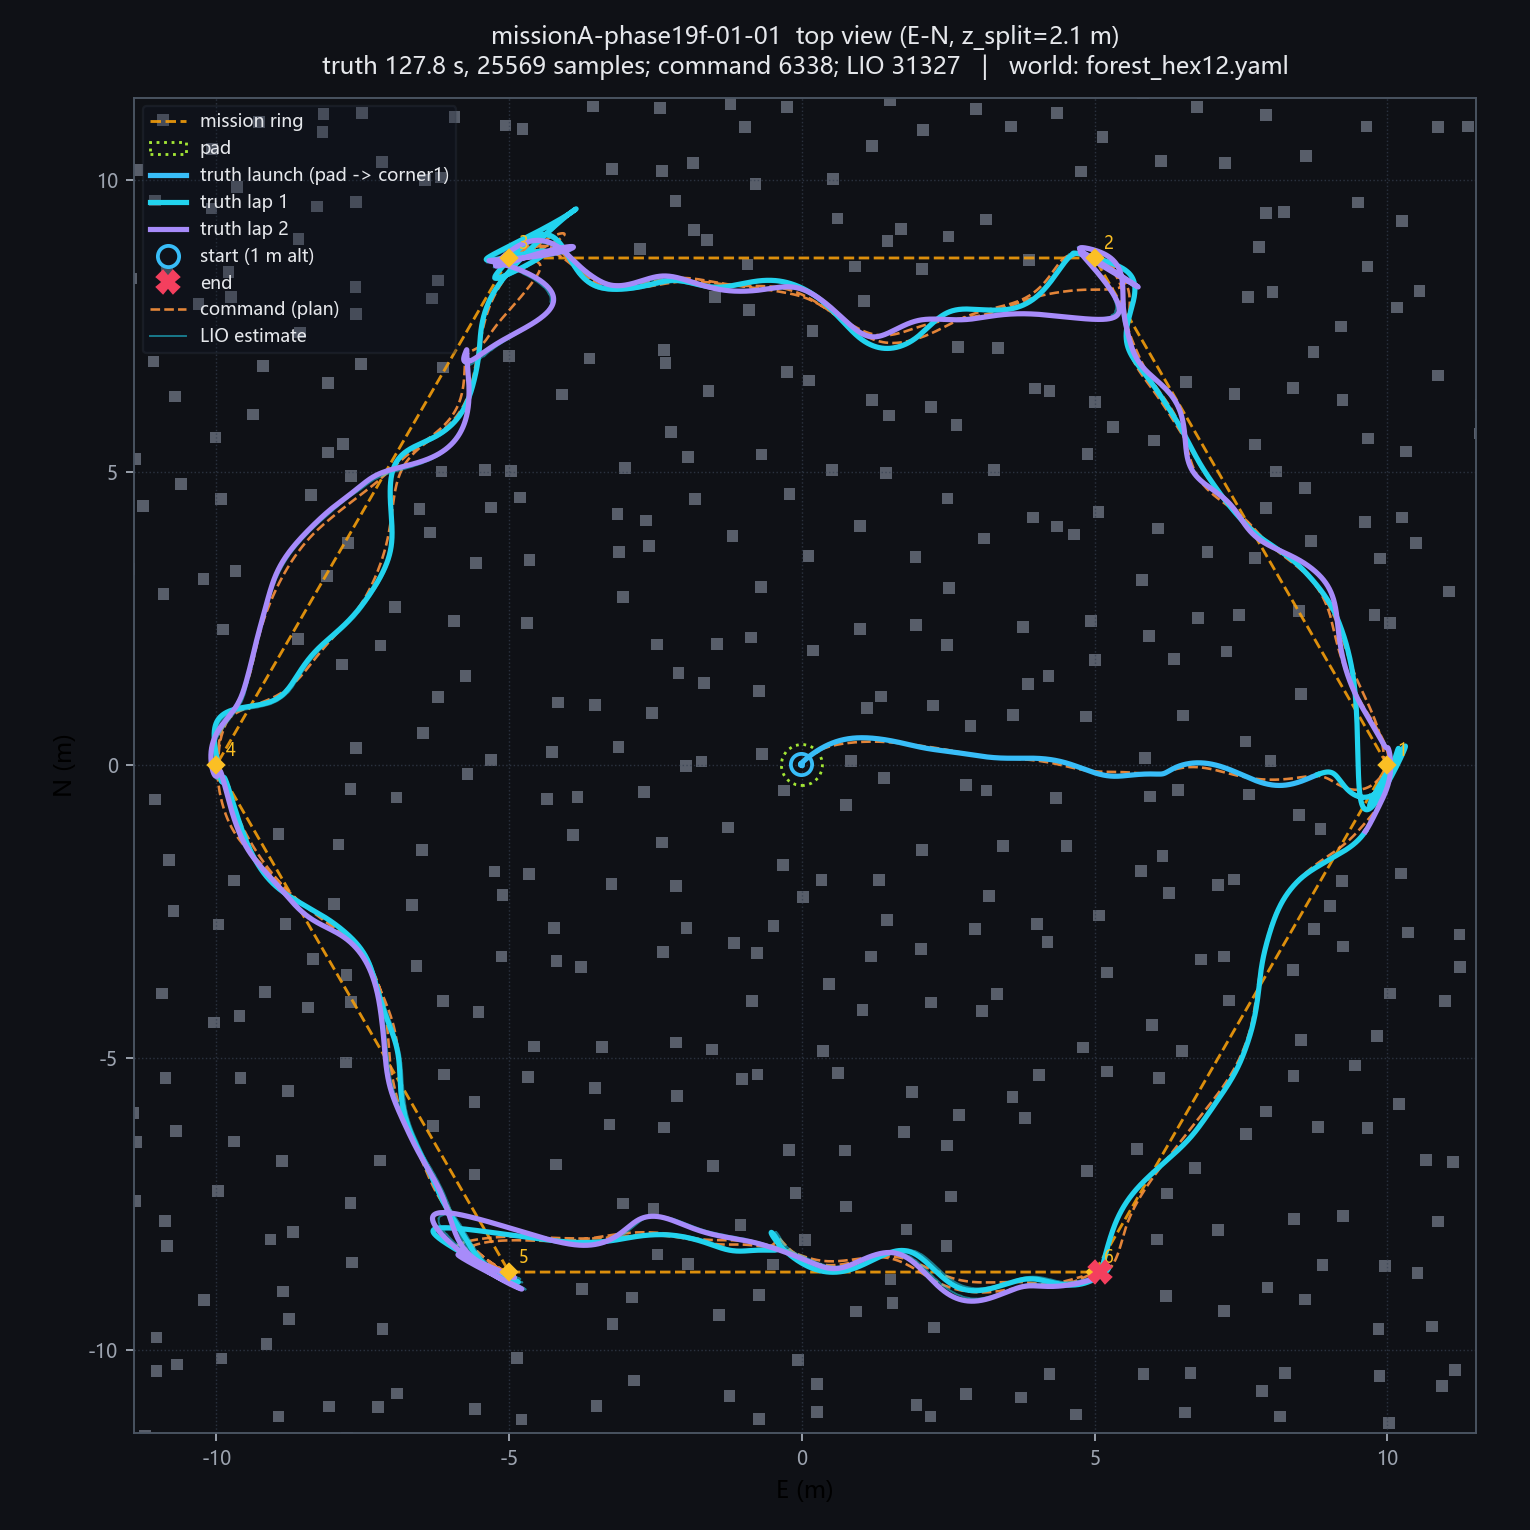 missionA-phase19f-01-01  top view (E-N, z_split=2.1 m)
truth 127.8 s, 25569 samples; command 6338; LIO 31327   |   world: forest_hex12.yaml
mission ring
pad
truth launch (pad -> corner1)
truth lap 1
truth lap 2
start (1 m alt)
end
command (plan)
LIO estimate
3
2
4
1
5
6
10
5
0
-5
-10
N (m)
-10
-5
0
5
10
E (m)